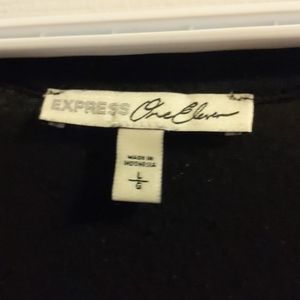 EXPRESS One Eleven
MADE IN
INDONESIA
L
G